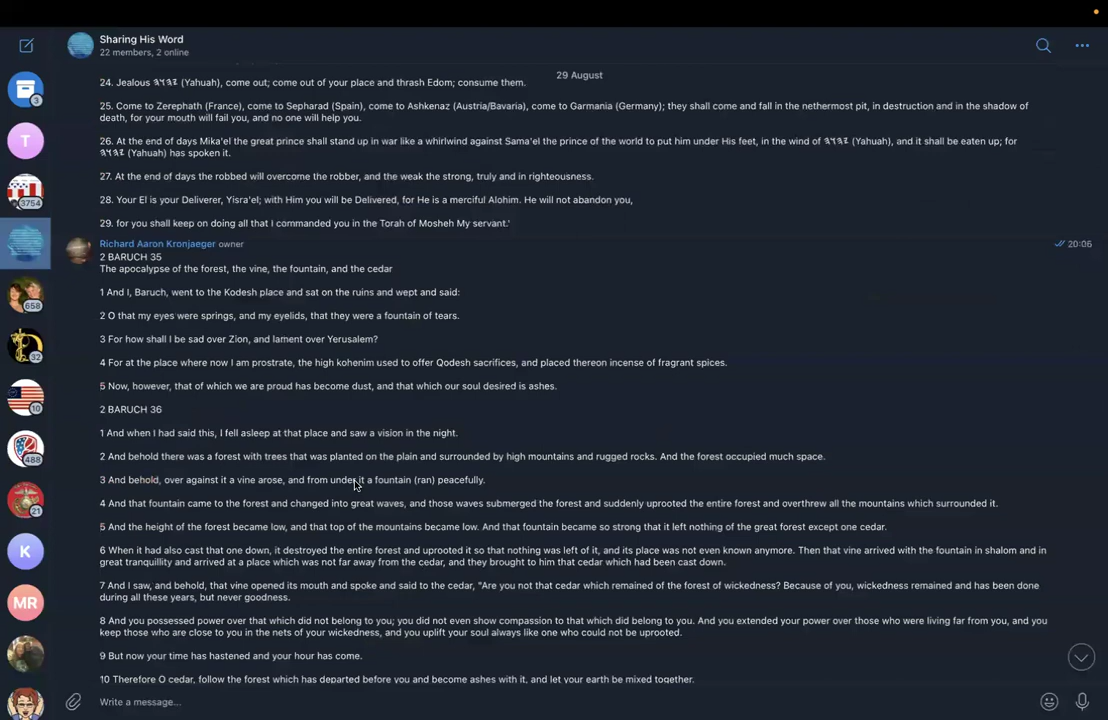 Sharing His Word
22 members, 2 online
29 August
24. Jealous 𐤉𐤄𐤅𐤄 (Yahuah), come out; come out of your place and thrash Edom; consume them.
25. Come to Zerephath (France), come to Sepharad (Spain), come to Ashkenaz (Austria/Bavaria), come to Garmania (Germany); they shall come and fall in the nethermost pit, in destruction and in the shadow of
death, for your mouth will fail you, and no one will help you.
26. At the end of days Mika'el the great prince shall stand up in war like a whirlwind against Sama'el the prince of the world to put him under His feet, in the wind of 𐤉𐤄𐤅𐤄 (Yahuah), and it shall be eaten up; for
𐤉𐤄𐤅𐤄 (Yahuah) has spoken it.
27. At the end of days the robbed will overcome the robber, and the weak the strong, truly and in righteousness.
28. Your El is your Deliverer, Yisra'el; with Him you will be Delivered, for He is a merciful Alohim. He will not abandon you,
29. for you shall keep on doing all that I commanded you in the Torah of Mosheh My servant.'
Richard Aaron Kronjaeger owner
20:06
2 BARUCH 35
The apocalypse of the forest, the vine, the fountain, and the cedar
1 And I, Baruch, went to the Kodesh place and sat on the ruins and wept and said:
2 O that my eyes were springs, and my eyelids, that they were a fountain of tears.
3 For how shall I be sad over Zion, and lament over Yerusalem?
4 For at the place where now I am prostrate, the high kohenim used to offer Qodesh sacrifices, and placed thereon incense of fragrant spices.
5 Now, however, that of which we are proud has become dust, and that which our soul desired is ashes.
2 BARUCH 36
1 And when I had said this, I fell asleep at that place and saw a vision in the night.
2 And behold there was a forest with trees that was planted on the plain and surrounded by high mountains and rugged rocks. And the forest occupied much space.
3 And behold, over against it a vine arose, and from under it a fountain (ran) peacefully.
4 And that fountain came to the forest and changed into great waves, and those waves submerged the forest and suddenly uprooted the entire forest and overthrew all the mountains which surrounded it.
5 And the height of the forest became low, and that top of the mountains became low. And that fountain became so strong that it left nothing of the great forest except one cedar.
6 When it had also cast that one down, it destroyed the entire forest and uprooted it so that nothing was left of it, and its place was not even known anymore. Then that vine arrived with the fountain in shalom and in
great tranquility and arrived at a place which was not far away from the cedar, and they brought to him that cedar which had been cast down.
7 And I saw, and behold, that vine opened its mouth and spoke and said to the cedar, "Are you not that cedar which remained of the forest of wickedness? Because of you, wickedness remained and has been done
during all these years, but never goodness.
8 And you possessed power over that which did not belong to you; you did not even show compassion to that which did belong to you. And you extended your power over those who were living far from you, and you
keep those who are close to you in the nets of your wickedness, and you uplift your soul always like one who could not be uprooted.
9 But now your time has hastened and your hour has come.
10 Therefore O cedar, follow the forest which has departed before you and become ashes with it, and let your earth be mixed together.
Write a message...
3
T
3754
658
32
10
488
21
K
MR